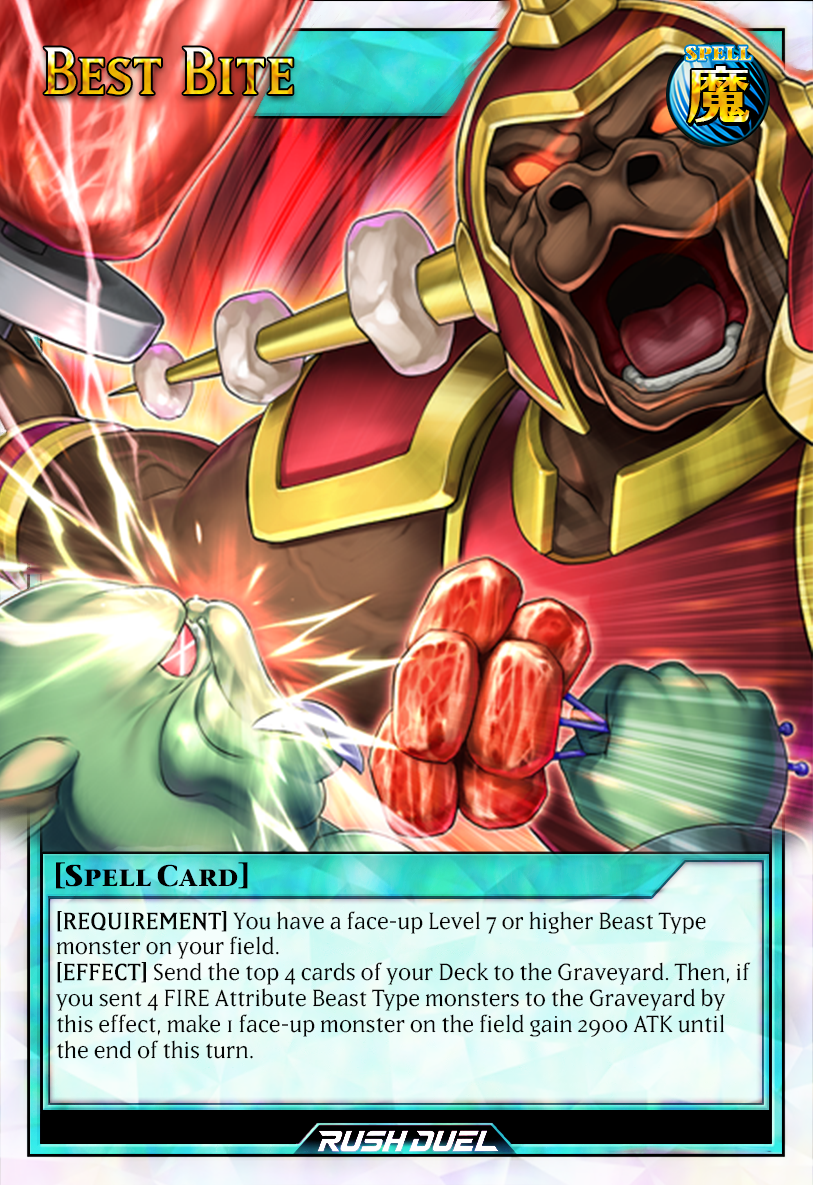 BEST BITE
SPELL
魔
[SPELL CARD]
[REQUIREMENT] You have a face-up Level 7 or higher Beast Type
monster on your field.
[EFFECT] Send the top 4 cards of your Deck to the Graveyard. Then, if
you sent 4 FIRE Attribute Beast Type monsters to the Graveyard by
this effect, make 1 face-up monster on the field gain 2900 ATK until
the end of this turn.
RUSH DUEL